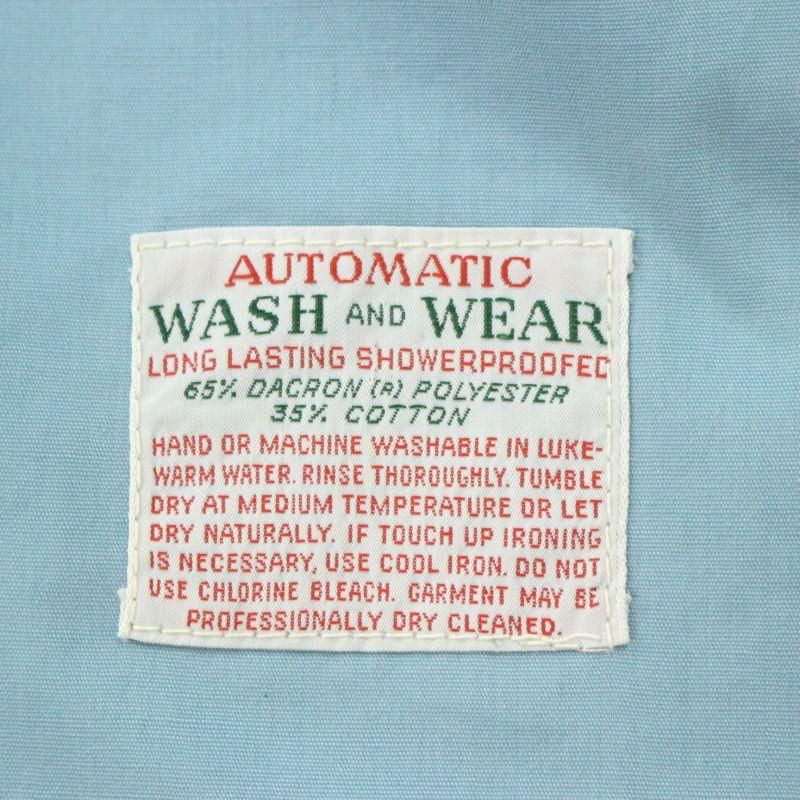 AUTOMATIC
WASH AND WEAR
LONG LASTING SHOWERPROOFED
65% DACRON (R) POLYESTER
35% COTTON
HAND OR MACHINE WASHABLE IN LUKE-
WARM WATER. RINSE THOROUGHLY. TUMBLE
DRY AT MEDIUM TEMPERATURE OR LET
DRY NATURALLY. IF TOUCH UP IRONING
IS NECESSARY, USE COOL IRON. DO NOT
USE CHLORINE BLEACH. GARMENT MAY BE
PROFESSIONALLY DRY CLEANED.